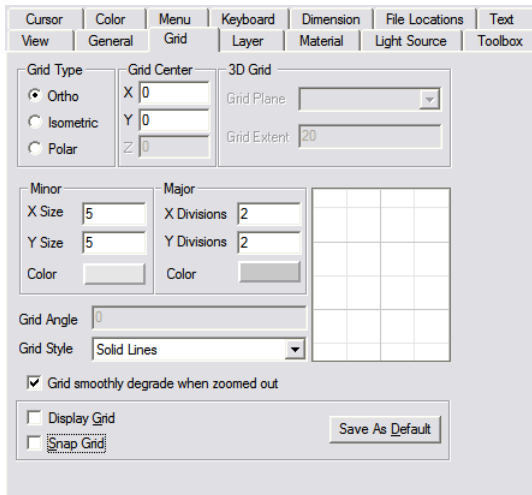 Cursor Color Menu Keyboard Dimension File Locations Text
View General Grid Layer Material Light Source Toolbox
Grid Type
Ortho
Isometric
Polar
Grid Center
X 0
Y 0
Z 0
3D Grid
Grid Plane
Grid Extent 20
Minor
X Size 5
Y Size 5
Color
Major
X Divisions 2
Y Divisions 2
Color
Grid Angle 0
Grid Style Solid Lines
Grid smoothly degrade when zoomed out
Display Grid
Snap Grid
Save As Default